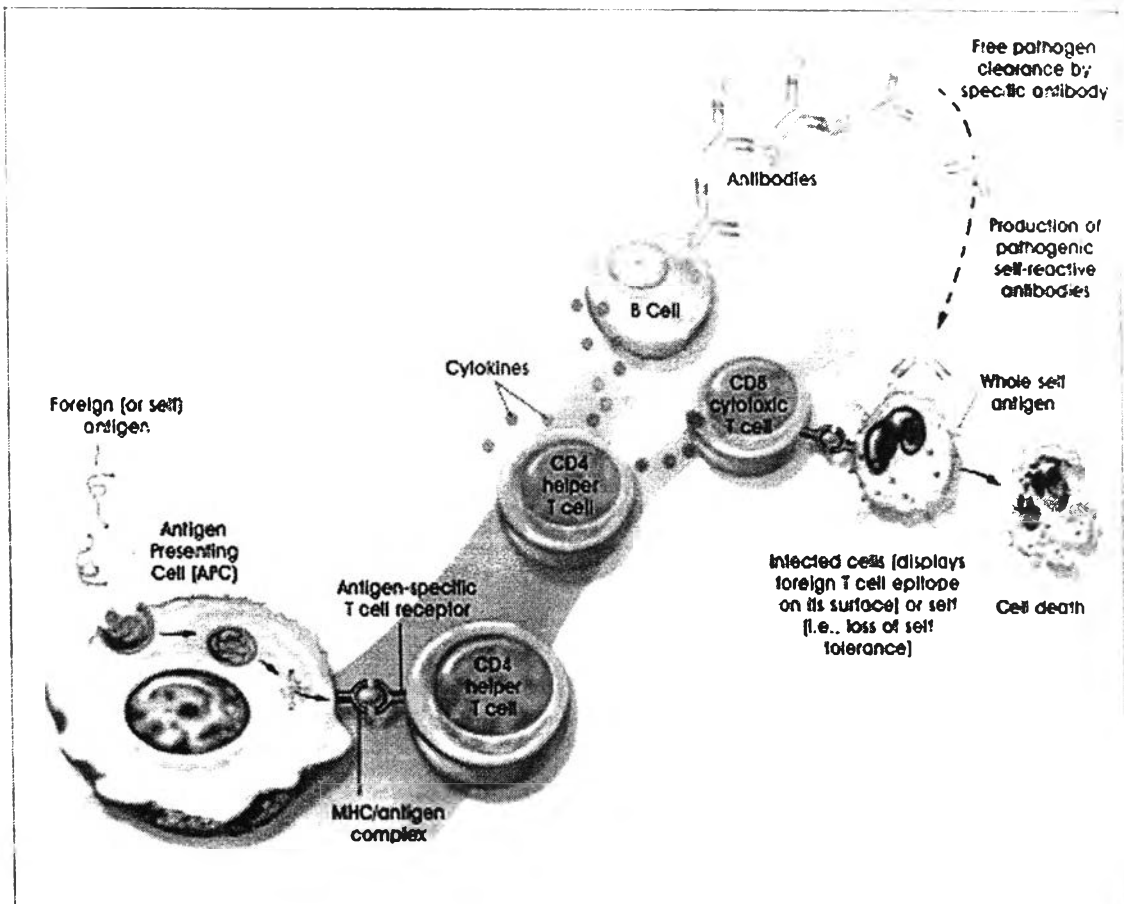 Free pathogen
clearance by
specific antibody
Antibodies
Production of
pathogenic
self-reactive
antibodies
B Cell
Cytokines
CD8
cytotoxic
T cell
Whole self
antigen
Foreign (or self)
antigen
CD4
helper
T cell
Antigen
Presenting
Cell (APC)
Antigen-specific
T cell receptor
Infected cells (displays
foreign T cell epitope
on its surface) or self
(i.e., loss of self
tolerance)
Cell death
CD4
helper
T cell
MHC/antigen
complex